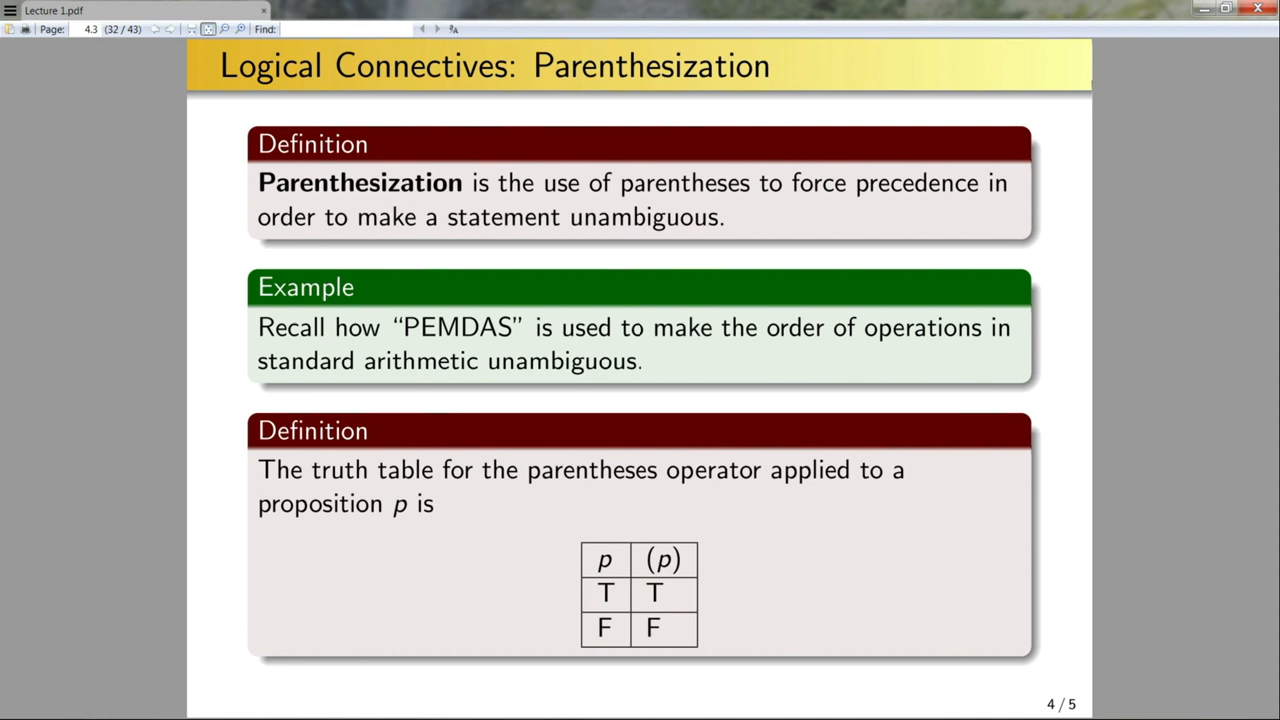 Lecture 1.pdf
Page: 4.3 (32 / 43) Find:
Logical Connectives: Parenthesization
Definition
Parenthesization is the use of parentheses to force precedence in
order to make a statement unambiguous.
Example
Recall how “PEMDAS” is used to make the order of operations in
standard arithmetic unambiguous.
Definition
The truth table for the parentheses operator applied to a
proposition p is
p (p)
T T
F F
4 / 5